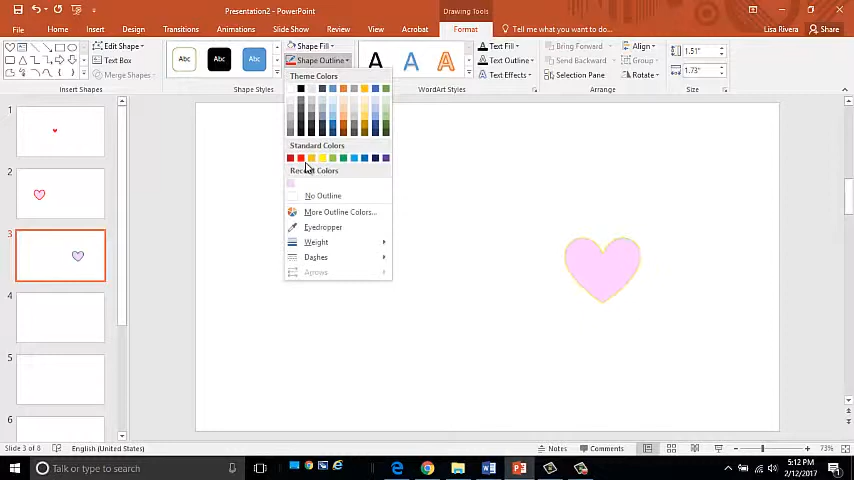 Presentation2 - PowerPoint
Drawing Tools
File
Home
Insert
Design
Transitions
Animations
Slide Show
Review
View
Acrobat
Format
Tell me what you want to do...
Lisa Rivera
Share
Edit Shape
Text Box
Merge Shapes
Insert Shapes
Abc
Abc
Abc
Shape Styles
Shape Fill
Shape Outline
A
A
A
WordArt Styles
Text Fill
Text Outline
Text Effects
Bring Forward
Send Backward
Selection Pane
Align
Group
Rotate
Arrange
1.51"
1.73"
Size
Theme Colors
Standard Colors
Recent Colors
No Outline
More Outline Colors...
Eyedropper
Weight
Dashes
Arrows
1
2
3
4
5
6
Slide 3 of 8
English (United States)
Notes
Comments
73%
Talk or type to search
5:12 PM
2/12/2017